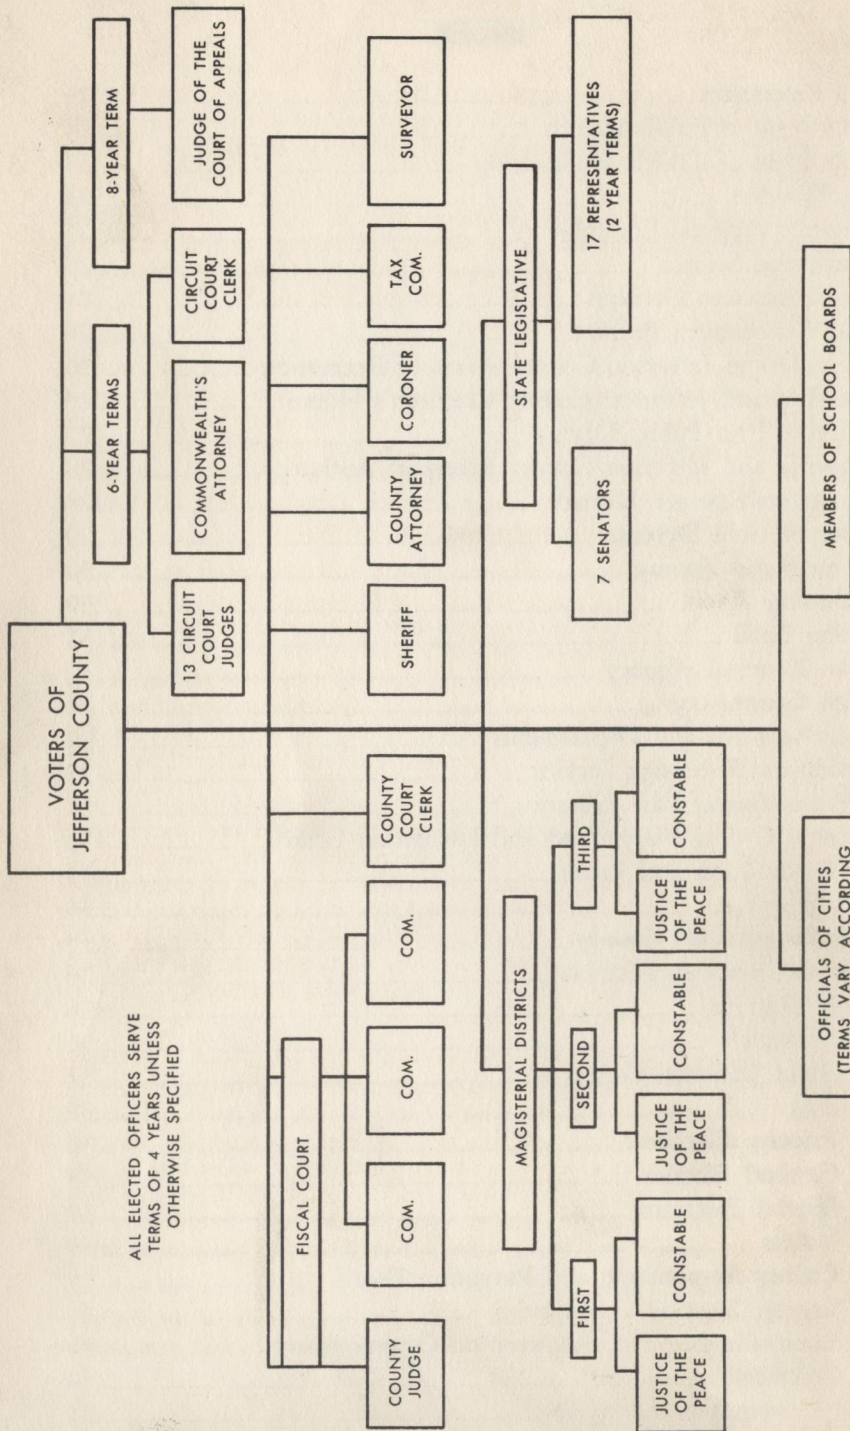 VOTERS OF
JEFFERSON COUNTY
ALL ELECTED OFFICERS SERVE
TERMS OF 4 YEARS UNLESS
OTHERWISE SPECIFIED
6-YEAR TERMS
8-YEAR TERM
13 CIRCUIT
COURT
JUDGES
COMMONWEALTH'S
ATTORNEY
CIRCUIT
COURT
CLERK
JUDGE OF THE
COURT OF APPEALS
FISCAL COURT
COUNTY
JUDGE
COM.
COM.
COM.
COUNTY
COURT
CLERK
SHERIFF
COUNTY
ATTORNEY
CORONER
TAX
COM.
SURVEYOR
MAGISTERIAL DISTRICTS
FIRST
JUSTICE
OF THE
PEACE
CONSTABLE
SECOND
JUSTICE
OF THE
PEACE
CONSTABLE
THIRD
JUSTICE
OF THE
PEACE
CONSTABLE
STATE LEGISLATIVE
7 SENATORS
17 REPRESENTATIVES
(2 YEAR TERMS)
OFFICIALS OF CITIES
(TERMS VARY ACCORDING
MEMBERS OF SCHOOL BOARDS